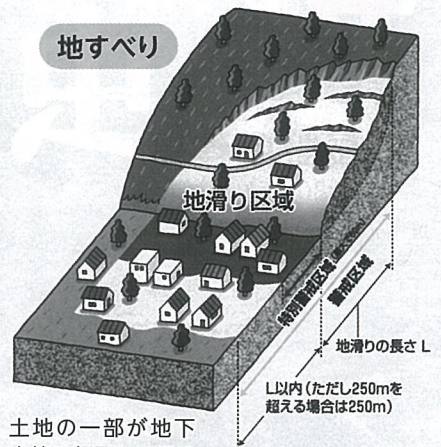 地すべり
地滑り区域
特別警戒区域
警戒区域
地滑りの長さ L
L以内(ただし250mを
超える場合は250m)
土地の一部が地下